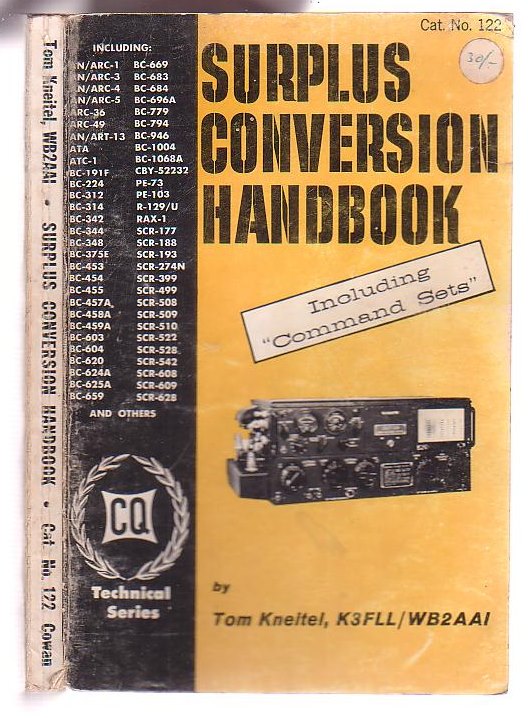 Tom Kneitel, WB2AAI • SURPLUS CONVERSION HANDBOOK • Cat. No. 122 Cowan
Cat. No. 122
30/-
INCLUDING:
AN/ARC-1 BC-669
AN/ARC-3 BC-683
AN/ARC-4 BC-684
AN/ARC-5 BC-696A
ARC-36 BC-779
ARC-49 BC-794
AN/ART-13 BC-946
ATA BC-1004
ATC-1 BC-1068A
BC-191F CBY-52232
BC-224 PE-73
BC-312 PE-103
BC-314 R-129/U
BC-342 RAX-1
BC-344 SCR-177
BC-348 SCR-188
BC-375E SCR-193
BC-453 SCR-274N
BC-454 SCR-399
BC-455 SCR-499
BC-457A SCR-508
BC-458A SCR-509
BC-459A SCR-510
BC-603 SCR-522
BC-604 SCR-528
BC-620 SCR-542
BC-624A SCR-608
BC-625A SCR-609
BC-659 SCR-628
AND OTHERS
CQ
Technical
Series
SURPLUS
CONVERSION
HANDBOOK
Including
"Command Sets"
by
Tom Kneitel, K3FLL/WB2AAI